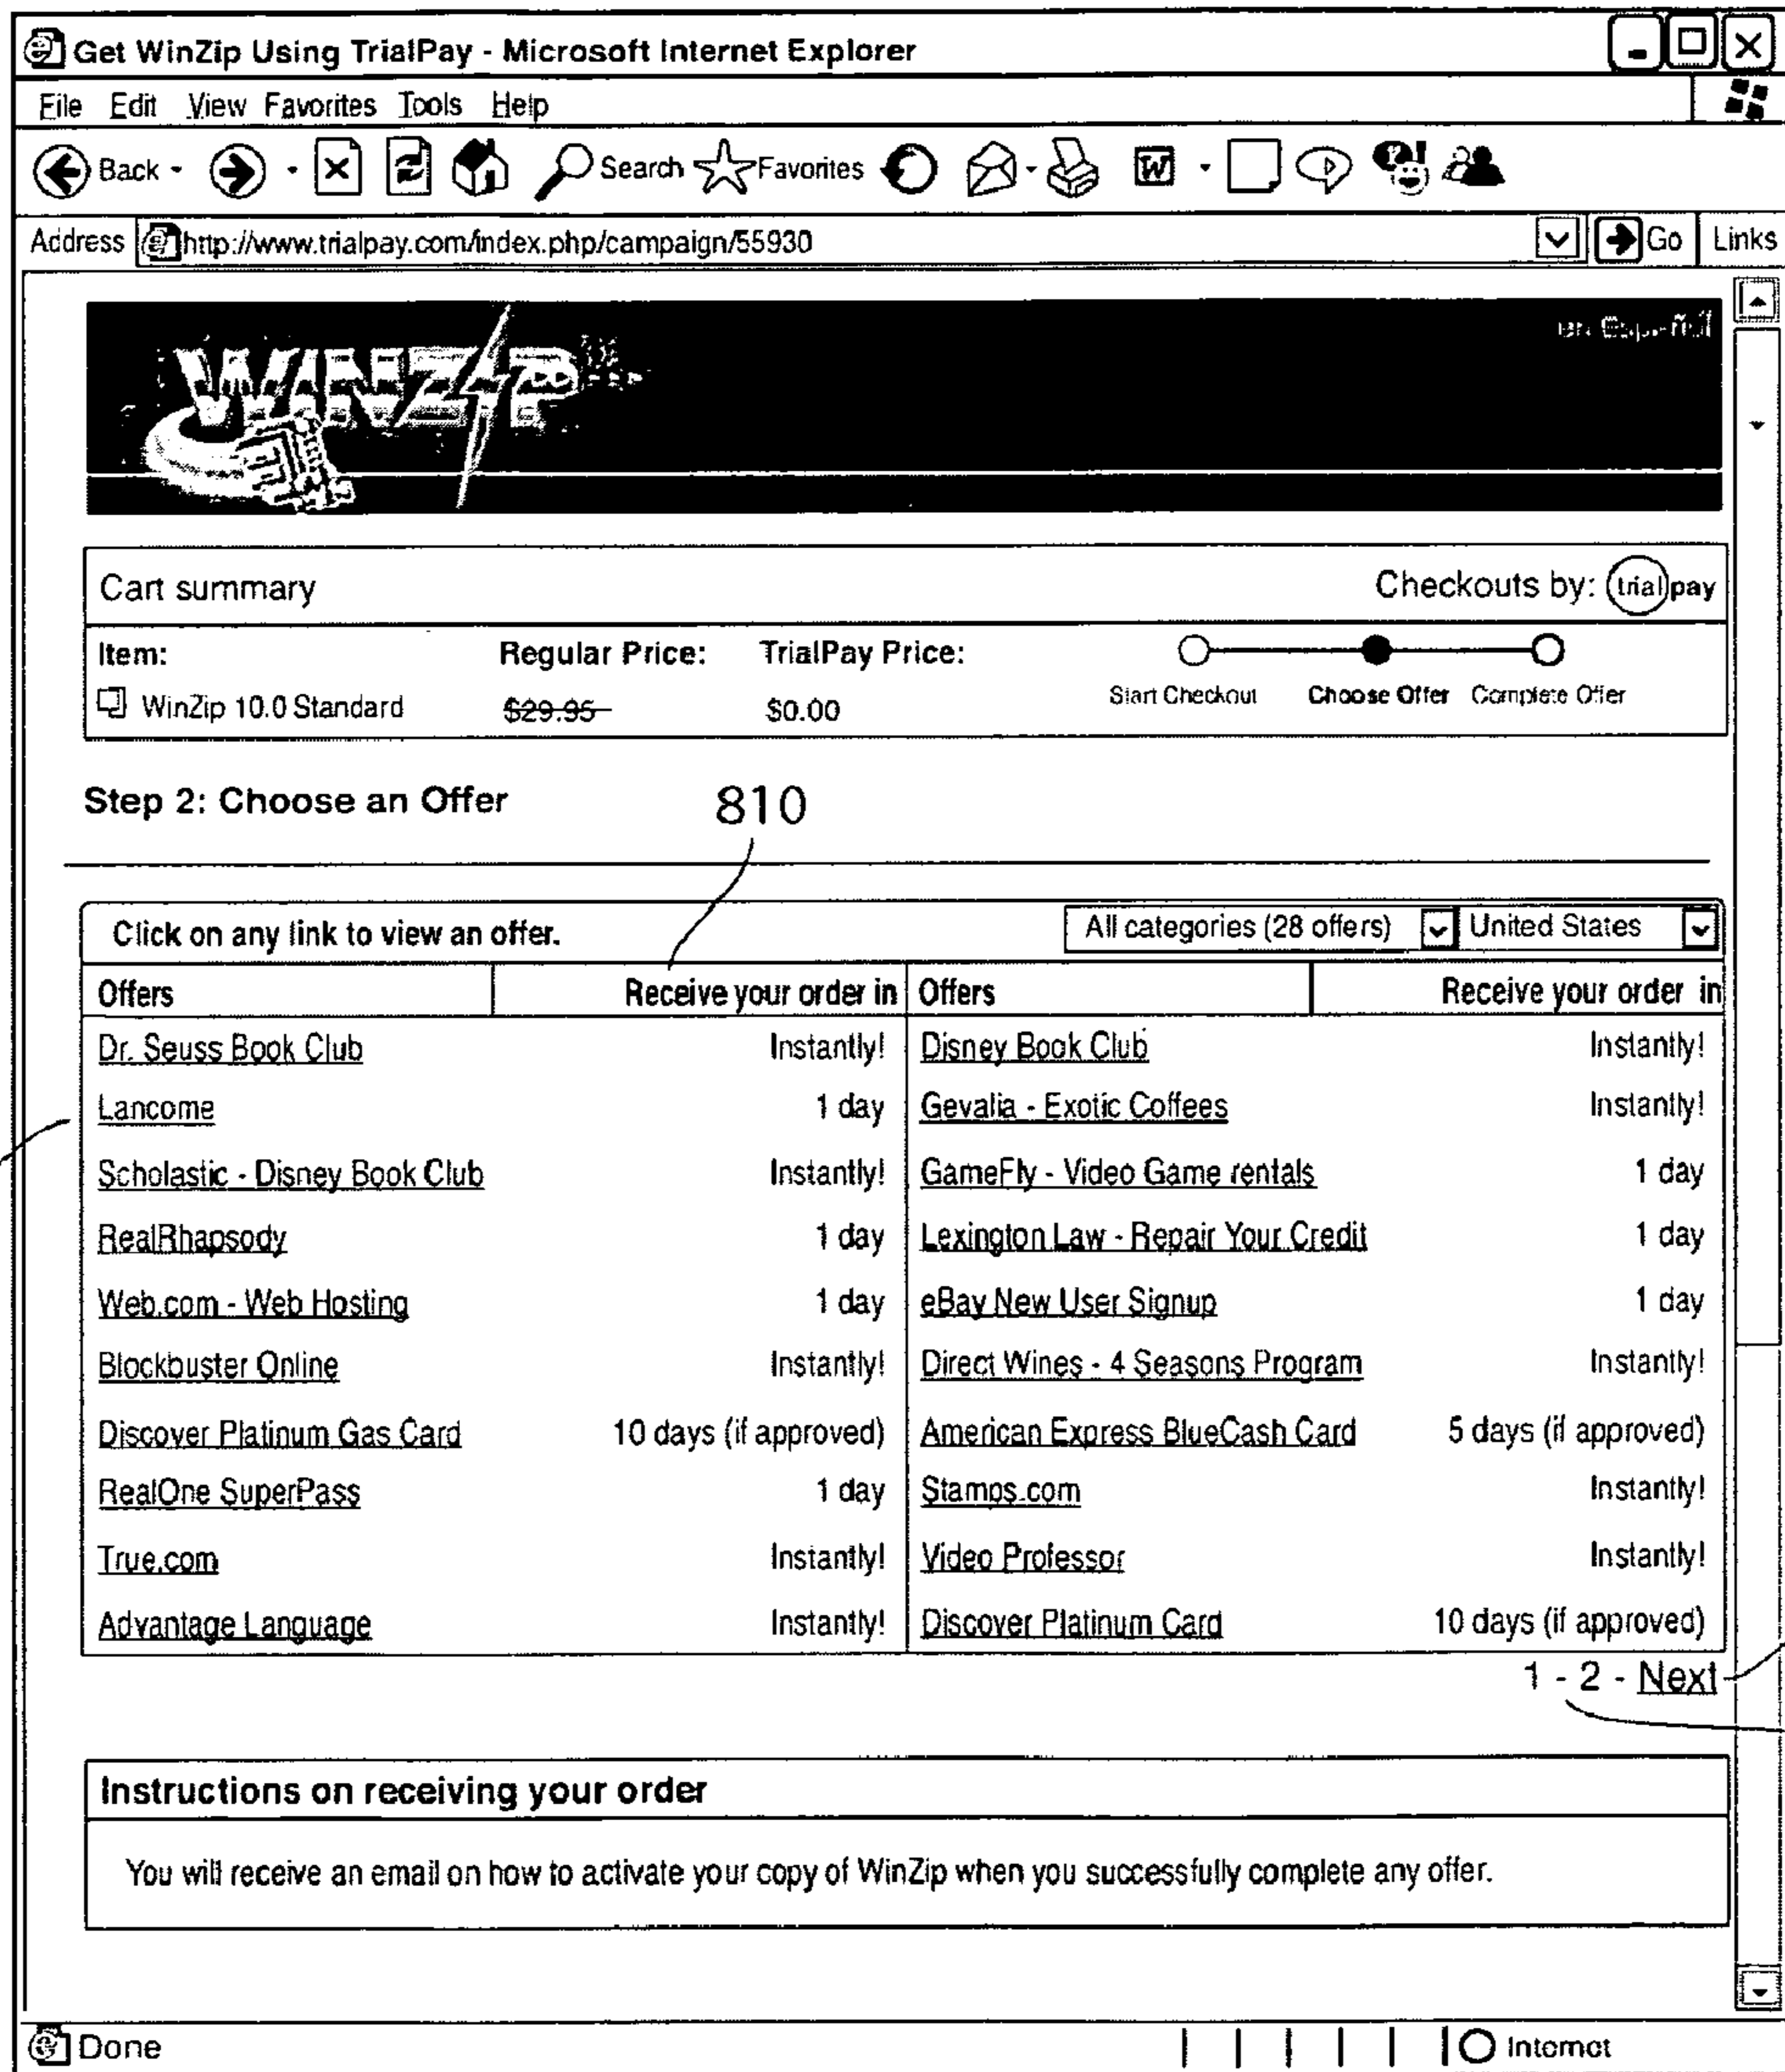 Get WinZip Using TrialPay - Microsoft Internet Explorer
File Edit View Favorites Tools Help
Back Search Favorites W
Address http://www.trialpay.com/index.php/campaign/55930 Go Links
WINZIP
Cart summary Checkouts by: trialpay
Item: Regular Price: TrialPay Price:
WinZip 10.0 Standard $29.95 $0.00 Start Checkout Choose Offer Complete Offer
Step 2: Choose an Offer 810
Click on any link to view an offer. All categories (28 offers) United States
Offers Receive your order in Offers Receive your order in
Dr. Seuss Book Club Instantly! Disney Book Club Instantly!
Lancome 1 day Gevalia - Exotic Coffees Instantly!
Scholastic - Disney Book Club Instantly! GameFly - Video Game rentals 1 day
RealRhapsody 1 day Lexington Law - Repair Your Credit 1 day
Web.com - Web Hosting 1 day eBay New User Signup 1 day
Blockbuster Online Instantly! Direct Wines - 4 Seasons Program Instantly!
Discover Platinum Gas Card 10 days (if approved) American Express BlueCash Card 5 days (if approved)
RealOne SuperPass 1 day Stamps.com Instantly!
True.com Instantly! Video Professor Instantly!
Advantage Language Instantly! Discover Platinum Card 10 days (if approved)
1 - 2 - Next
Instructions on receiving your order
You will receive an email on how to activate your copy of WinZip when you successfully complete any offer.
Done Internet